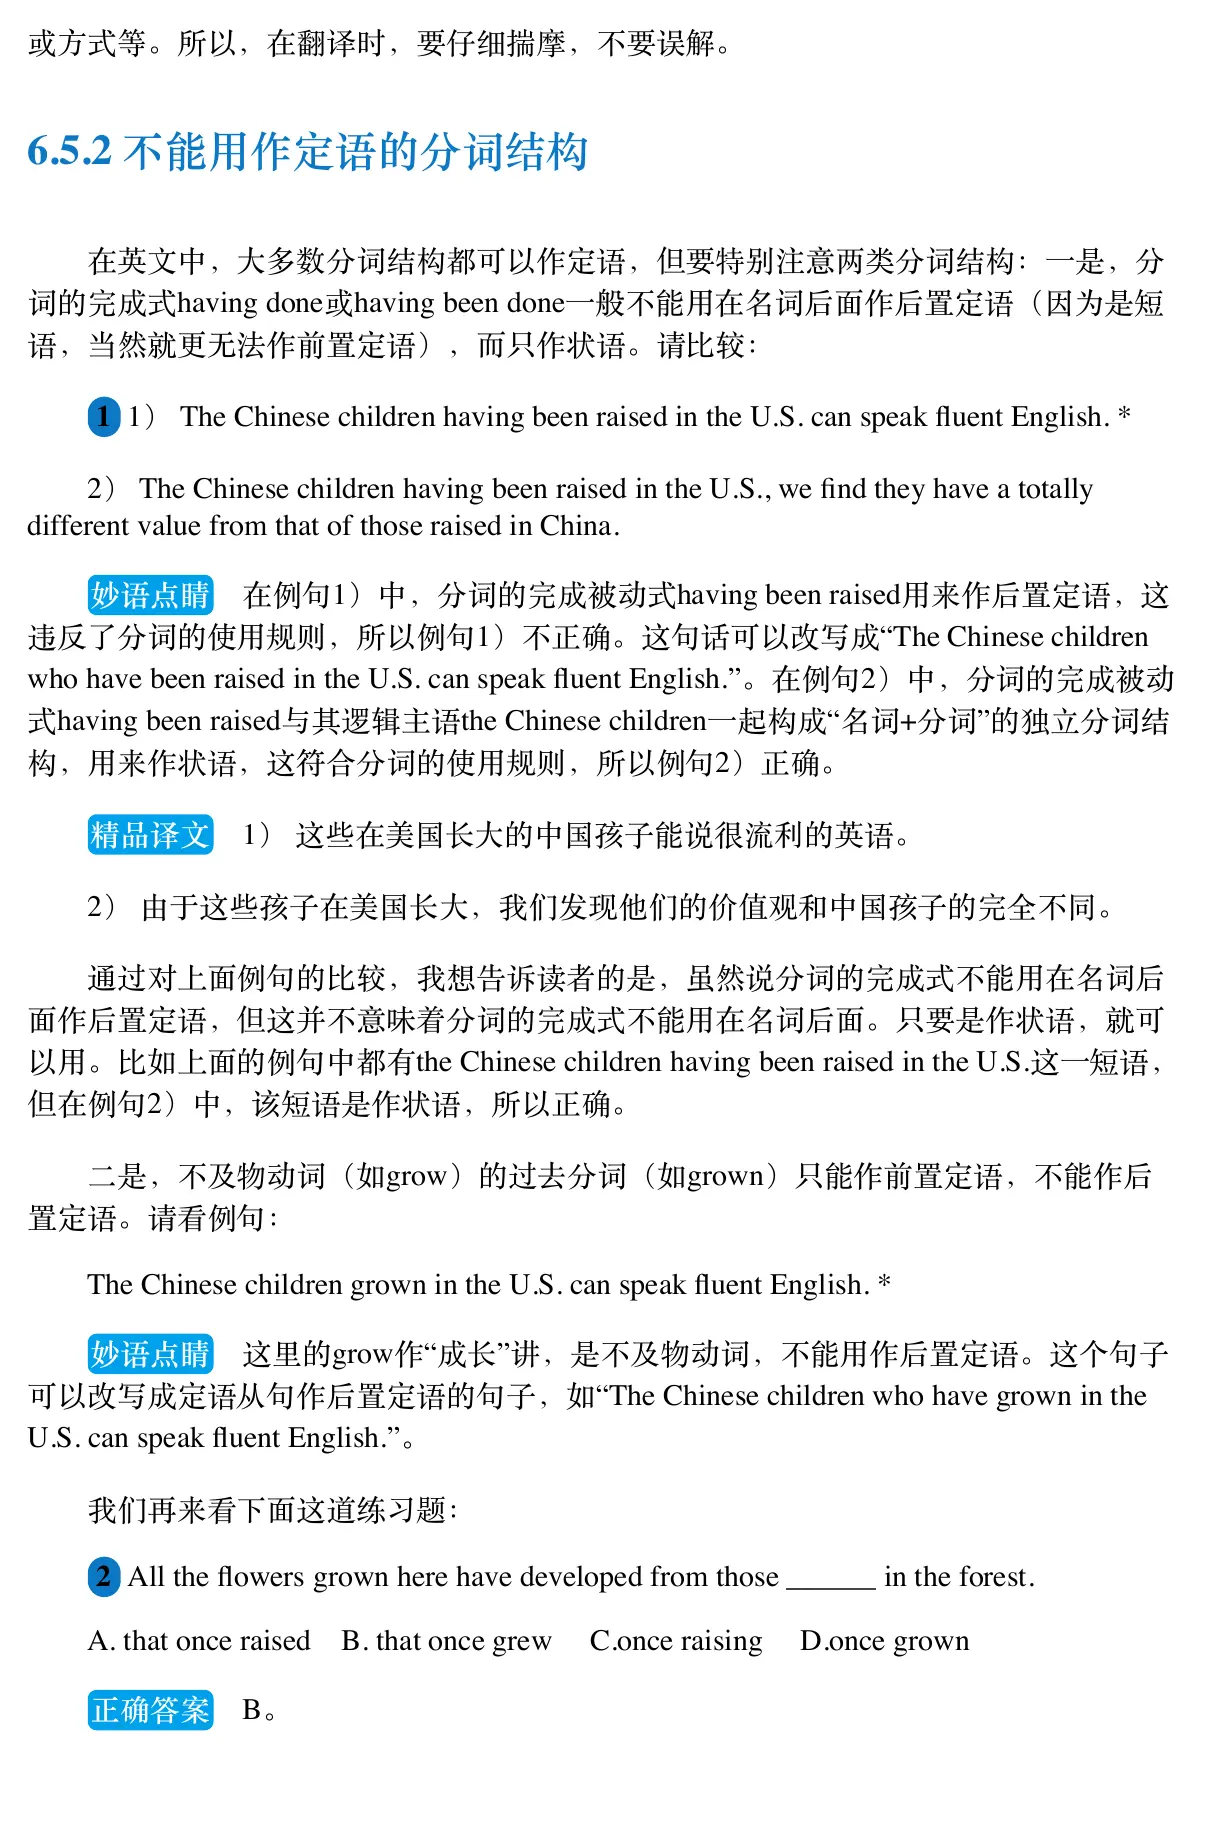 或方式等。所以，在翻译时，要仔细揣摩，不要误解。
6.5.2 不能用作定语的分词结构
在英文中，大多数分词结构都可以作定语，但要特别注意两类分词结构：一是，分
词的完成式having done或having been done一般不能用在名词后面作后置定语（因为是短
语，当然就更无法作前置定语），而只作状语。请比较：
1 1） The Chinese children having been raised in the U.S. can speak fluent English. *
2） The Chinese children having been raised in the U.S., we find they have a totally
different value from that of those raised in China.
妙语点睛 在例句1）中，分词的完成被动式having been raised用来作后置定语，这
违反了分词的使用规则，所以例句1）不正确。这句话可以改写成“The Chinese children
who have been raised in the U.S. can speak fluent English.”。在例句2）中，分词的完成被动
式having been raised与其逻辑主语the Chinese children一起构成“名词+分词”的独立分词结
构，用来作状语，这符合分词的使用规则，所以例句2）正确。
精品译文 1） 这些在美国长大的中国孩子能说很流利的英语。
2） 由于这些孩子在美国长大，我们发现他们的价值观和中国孩子的完全不同。
通过对上面例句的比较，我想告诉读者的是，虽然说分词的完成式不能用在名词后
面作后置定语，但这并不意味着分词的完成式不能用在名词后面。只要是作状语，就可
以用。比如上面的例句中都有the Chinese children having been raised in the U.S.这一短语，
但在例句2）中，该短语是作状语，所以正确。
二是，不及物动词（如grow）的过去分词（如grown）只能作前置定语，不能作后
置定语。请看例句：
The Chinese children grown in the U.S. can speak fluent English. *
妙语点睛 这里的grow作“成长”讲，是不及物动词，不能用作后置定语。这个句子
可以改写成定语从句作后置定语的句子，如“The Chinese children who have grown in the
U.S. can speak fluent English.”。
我们再来看下面这道练习题：
2 All the flowers grown here have developed from those ______ in the forest.
A. that once raised B. that once grew C.once raising D.once grown
正确答案 B。